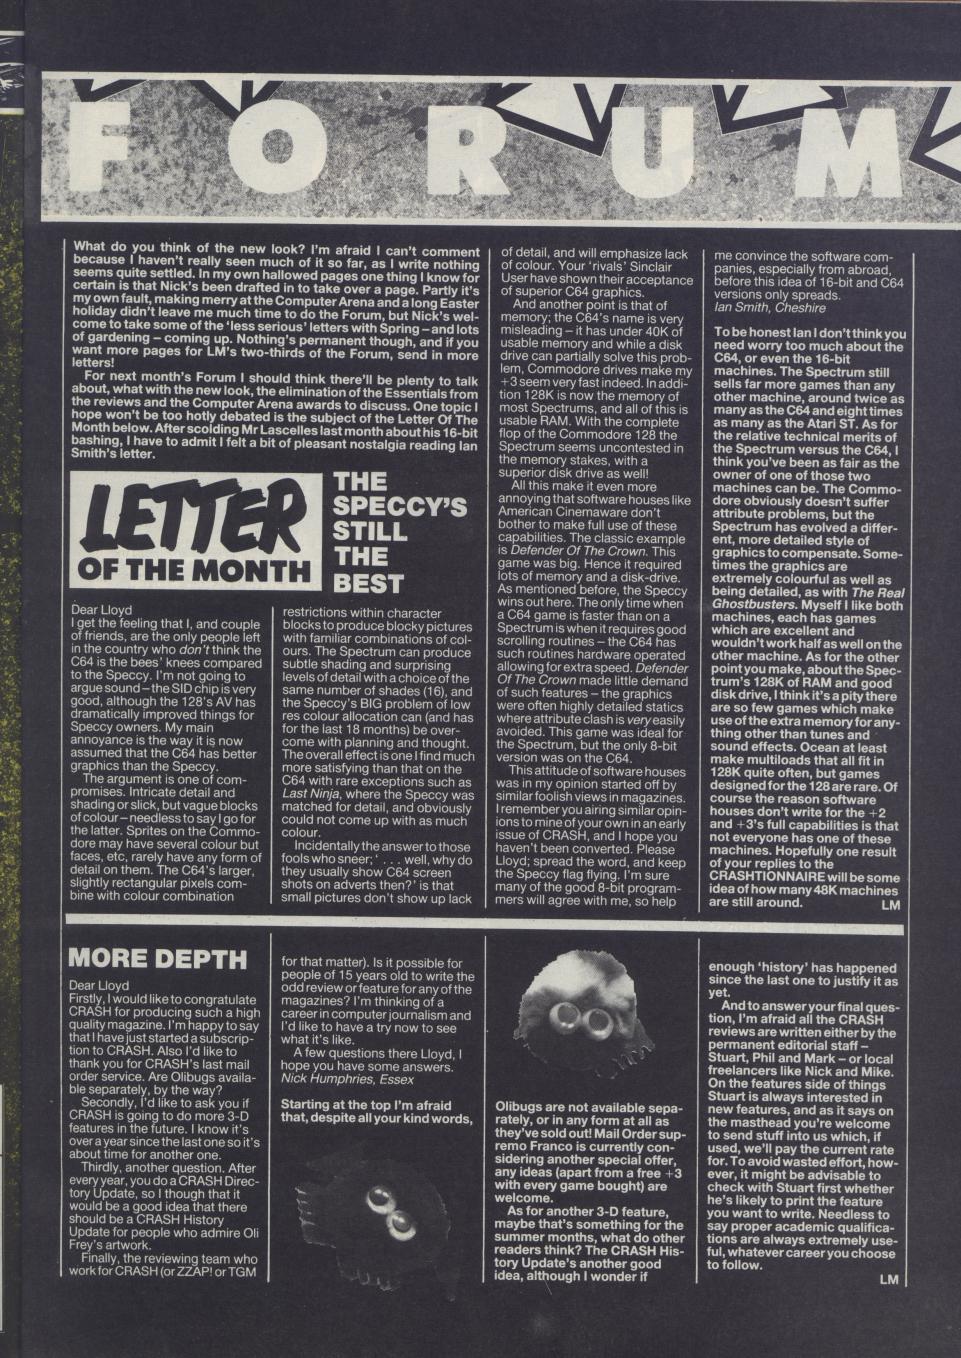 FORUM
What do you think of the new look? I'm afraid I can't comment
because I haven't really seen much of it so far, as I write nothing
seems quite settled. In my own hallowed pages one thing I know for
certain is that Nick's been drafted in to take over a page. Partly it's
my own fault, making merry at the Computer Arena and a long Easter
holiday didn't leave me much time to do the Forum, but Nick's wel-
come to take some of the 'less serious' letters with Spring – and lots
of gardening – coming up. Nothing's permanent though, and if you
want more pages for LM's two-thirds of the Forum, send in more
letters!
For next month's Forum I should think there'll be plenty to talk
about, what with the new look, the elimination of the Essentials from
the reviews and the Computer Arena awards to discuss. One topic I
hope won't be too hotly debated is the subject of the Letter Of The
Month below. After scolding Mr Lascelles last month about his 16-bit
bashing, I have to admit I felt a bit of pleasant nostalgia reading Ian
Smith's letter.
LETTER
OF THE MONTH
THE
SPECCY'S
STILL
THE
BEST
Dear Lloyd
I get the feeling that I, and couple
of friends, are the only people left
in the country who don't think the
C64 is the bees' knees compared
to the Speccy. I'm not going to
argue sound – the SID chip is very
good, although the 128's AV has
dramatically improved things for
Speccy owners. My main
annoyance is the way it is now
assumed that the C64 has better
graphics than the Speccy.
The argument is one of com-
promises. Intricate detail and
shading or slick, but vague blocks
of colour – needless to say I go for
the latter. Sprites on the Commo-
dore may have several colour but
faces, etc, rarely have any form of
detail on them. The C64's larger,
slightly rectangular pixels com-
bine with colour combination
restrictions within character
blocks to produce blocky pictures
with familiar combinations of col-
ours. The Spectrum can produce
subtle shading and surprising
levels of detail with a choice of the
same number of shades (16), and
the Speccy's BIG problem of low
res colour allocation can (and has
for the last 18 months) be over-
come with planning and thought.
The overall effect is one I find much
more satisfying than that on the
C64 with rare exceptions such as
Last Ninja, where the Speccy was
matched for detail, and obviously
could not come up with as much
colour.
Incidentally the answer to those
fools who sneer; ' . . . well, why do
they usually show C64 screen
shots on adverts then?' is that
small pictures don't show up lack
of detail, and will emphasize lack
of colour. Your 'rivals' Sinclair
User have shown their acceptance
of superior C64 graphics.
And another point is that of
memory; the C64's name is very
misleading – it has under 40K of
usable memory and while a disk
drive can partially solve this prob-
lem, Commodore drives make my
+3 seem very fast indeed. In addi-
tion 128K is now the memory of
most Spectrums, and all of this is
usable RAM. With the complete
flop of the Commodore 128 the
Spectrum seems uncontested in
the memory stakes, with a
superior disk drive as well!
All this make it even more
annoying that software houses like
American Cinemaware don't
bother to make full use of these
capabilities. The classic example
is Defender Of The Crown. This
game was big. Hence it required
lots of memory and a disk-drive.
As mentioned before, the Speccy
wins out here. The only time when
a C64 game is faster than on a
Spectrum is when it requires good
scrolling routines – the C64 has
such routines hardware operated
allowing for extra speed. Defender
Of The Crown made little demand
of such features – the graphics
were often highly detailed statics
where attribute clash is very easily
avoided. This game was ideal for
the Spectrum, but the only 8-bit
version was on the C64.
This attitude of software houses
was in my opinion started off by
similar foolish views in magazines.
I remember you airing similar opin-
ions to mine of your own in an early
issue of CRASH, and I hope you
haven't been converted. Please
Lloyd; spread the word, and keep
the Speccy flag flying. I'm sure
many of the good 8-bit program-
mers will agree with me, so help
me convince the software com-
panies, especially from abroad,
before this idea of 16-bit and C64
versions only spreads.
Ian Smith, Cheshire
To be honest Ian I don't think you
need worry too much about the
C64, or even the 16-bit
machines. The Spectrum still
sells far more games than any
other machine, around twice as
many as the C64 and eight times
as many as the Atari ST. As for
the relative technical merits of
the Spectrum versus the C64, I
think you've been as fair as the
owner of one of those two
machines can be. The Commo-
dore obviously doesn't suffer
attribute problems, but the
Spectrum has evolved a differ-
ent, more detailed style of
graphics to compensate. Some-
times the graphics are
extremely colourful as well as
being detailed, as with The Real
Ghostbusters. Myself I like both
machines, each has games
which are excellent and
wouldn't work half as well on the
other machine. As for the other
point you make, about the Spec-
trum's 128K of RAM and good
disk drive, I think it's a pity there
are so few games which make
use of the extra memory for any-
thing other than tunes and
sound effects. Ocean at least
make multiloads that all fit in
128K quite often, but games
designed for the 128 are rare. Of
course the reason software
houses don't write for the +2
and +3's full capabilities is that
not everyone has one of these
machines. Hopefully one result
of your replies to the
CRASHTIONNAIRE will be some
idea of how many 48K machines
are still around.
LM
MORE DEPTH
Dear Lloyd
Firstly, I would like to congratulate
CRASH for producing such a high
quality magazine. I'm happy to say
that I have just started a subscrip-
tion to CRASH. Also I'd like to
thank you for CRASH's last mail
order service. Are Olibugs availa-
ble separately, by the way?
Secondly, I'd like to ask you if
CRASH is going to do more 3-D
features in the future. I know it's
over a year since the last one so it's
about time for another one.
Thirdly, another question. After
every year, you do a CRASH Direc-
tory Update, so I though that it
would be a good idea that there
should be a CRASH History
Update for people who admire Oli
Frey's artwork.
Finally, the reviewing team who
work for CRASH (or ZZAP! or TGM
for that matter). Is it possible for
people of 15 years old to write the
odd review or feature for any of the
magazines? I'm thinking of a
career in computer journalism and
I'd like to have a try now to see
what it's like.
A few questions there Lloyd, I
hope you have some answers.
Nick Humphries, Essex
Starting at the top I'm afraid
that, despite all your kind words,
Olibugs are not available sepa-
rately, or in any form at all as
they've sold out! Mail Order sup-
remo Franco is currently con-
sidering another special offer,
any ideas (apart from a free +3
with every game bought) are
welcome.
As for another 3-D feature,
maybe that's something for the
summer months, what do other
readers think? The CRASH His-
tory Update's another good
idea, although I wonder if
enough 'history' has happened
since the last one to justify it as
yet.
And to answer your final ques-
tion, I'm afraid all the CRASH
reviews are written either by the
permanent editorial staff –
Stuart, Phil and Mark – or local
freelancers like Nick and Mike.
On the features side of things
Stuart is always interested in
new features, and as it says on
the masthead you're welcome
to send stuff into us which, if
used, we'll pay the current rate
for. To avoid wasted effort, how-
ever, it might be advisable to
check with Stuart first whether
he's likely to print the feature
you want to write. Needless to
say proper academic qualifica-
tions are always extremely use-
ful, whatever career you choose
to follow.
LM